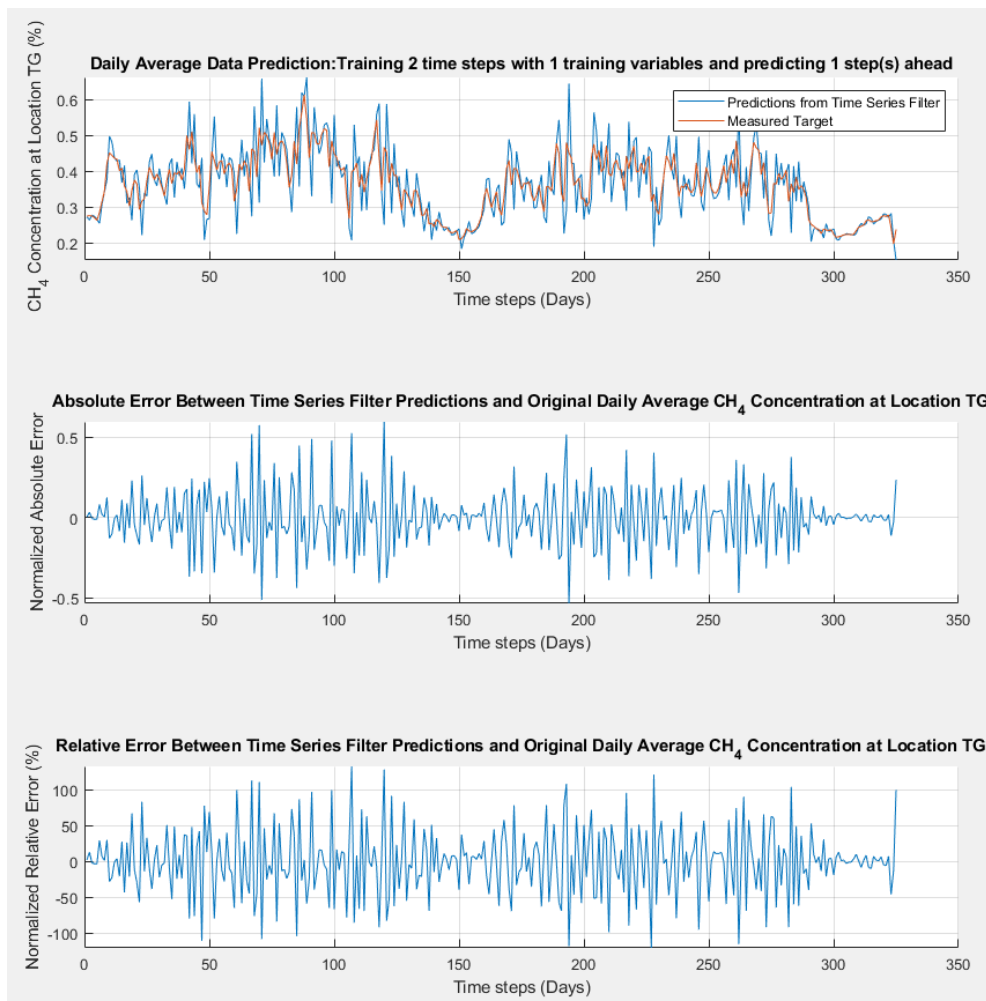 Daily Average Data Prediction:Training 2 time steps with 1 training variables and predicting 1 step(s) ahead
CH4 Concentration at Location TG (%)
0.6
0.5
0.4
0.3
0.2
Predictions from Time Series Filter
Measured Target
0 50 100 150 200 250 300 350
Time steps (Days)
Absolute Error Between Time Series Filter Predictions and Original Daily Average CH4 Concentration at Location TG
Normalized Absolute Error
0.5
0
-0.5
0 50 100 150 200 250 300 350
Time steps (Days)
Relative Error Between Time Series Filter Predictions and Original Daily Average CH4 Concentration at Location TG
Normalized Relative Error (%)
100
50
0
-50
-100
0 50 100 150 200 250 300 350
Time steps (Days)